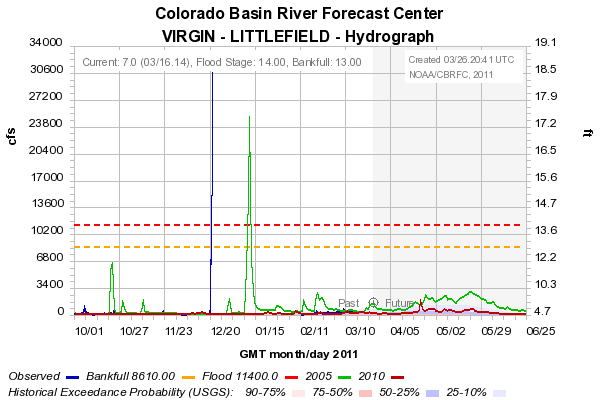 Colorado Basin River Forecast Center
VIRGIN - LITTLEFIELD - Hydrograph
Current: 7.0 (03/16.14), Flood Stage: 14.00, Bankfull: 13.00
Created 03/26.20:41 UTC
NOAA/CBRFC, 2011
34000 19.1
30600 18.5
27200 17.9
23800 17.2
20400 16.5
17000 15.6
13600 14.7
10200 13.6
6800 12.2
3400 10.3
0 4.7
cfs
ft
Past Future
10/01 10/27 11/23 12/20 01/15 02/11 03/10 04/05 05/02 05/29 06/25
GMT month/day 2011
Observed Bankfull 8610.00 Flood 11400.0 2005 2010
Historical Exceedance Probability (USGS): 90-75% 75-50% 50-25% 25-10%